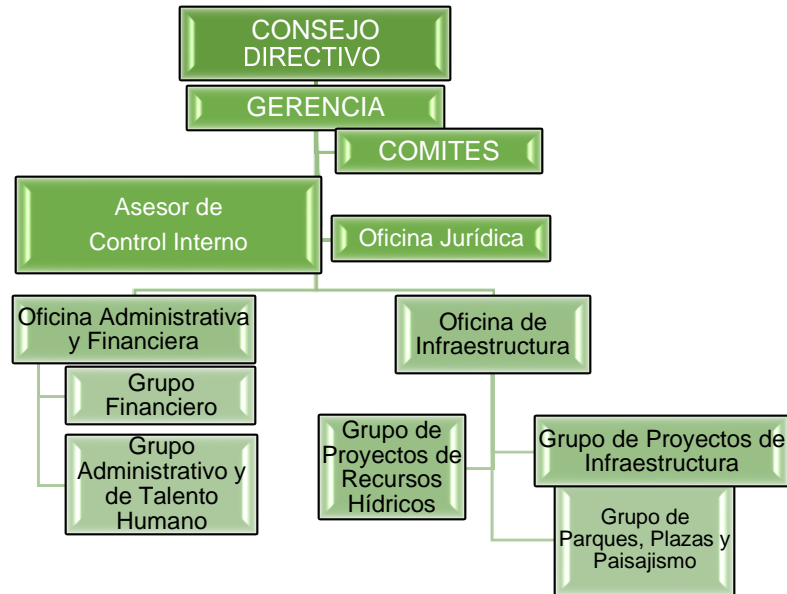 CONSEJO
DIRECTIVO
GERENCIA
COMITES
Asesor de
Control Interno
Oficina Jurídica
Oficina Administrativa
y Financiera
Grupo
Financiero
Grupo
Administrativo y
de Talento
Humano
Oficina de
Infraestructura
Grupo de
Proyectos de
Recursos
Hídricos
Grupo de Proyectos de
Infraestructura
Grupo de
Parques, Plazas y
Paisajismo